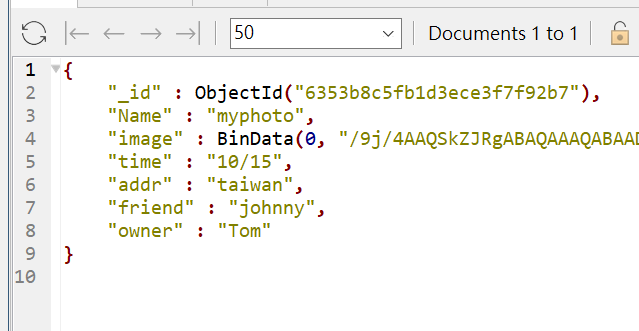 50 Documents 1 to 1
1 {
2 "_id" : ObjectId("6353b8c5fb1d3ece3f7f92b7"),
3 "Name" : "myphoto",
4 "image" : BinData(0, "/9j/4AAQSkZJRgABAQAAAQABAAD
5 "time" : "10/15",
6 "addr" : "taiwan",
7 "friend" : "johnny",
8 "owner" : "Tom"
9 }
10